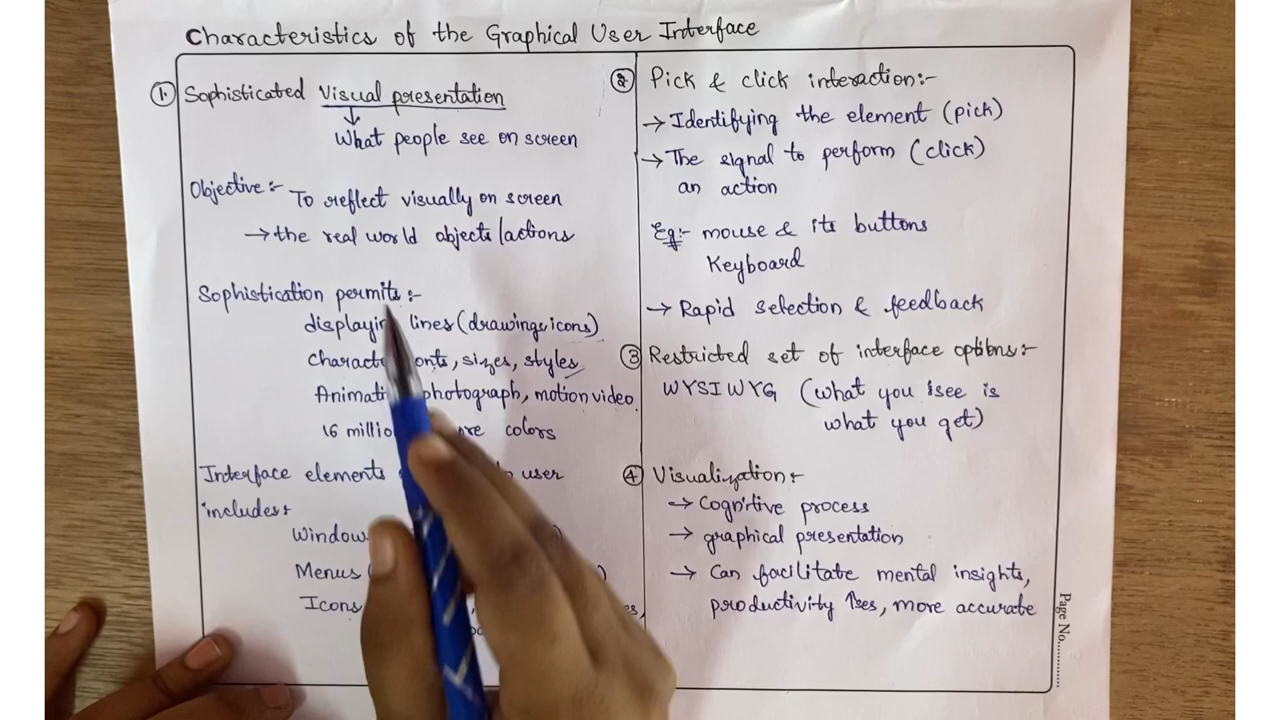 Characteristics of the Graphical User Interface
① Sophisticated Visual presentation
↓
What people see on screen
Objective :- To reflect visually on screen
→ the real world objects/actions
Sophistication permits :-
lines (drawings, icons)
sizes, styles
photograph, motion video
16 colors
Interface elements user
includes :-
Menus (
Icons
② Pick & click interaction :-
→ Identifying the element (pick)
→ The signal to perform (click)
an action
Eg :- mouse & its buttons
Keyboard
→ Rapid selection & feedback
③ Restricted set of interface options :-
WYSIWYG (what you see is
what you get)
④ Visualization :-
→ Cognitive process
→ graphical presentation
→ Can facilitate mental insights,
productivity ↑ses, more accurate
Page No............